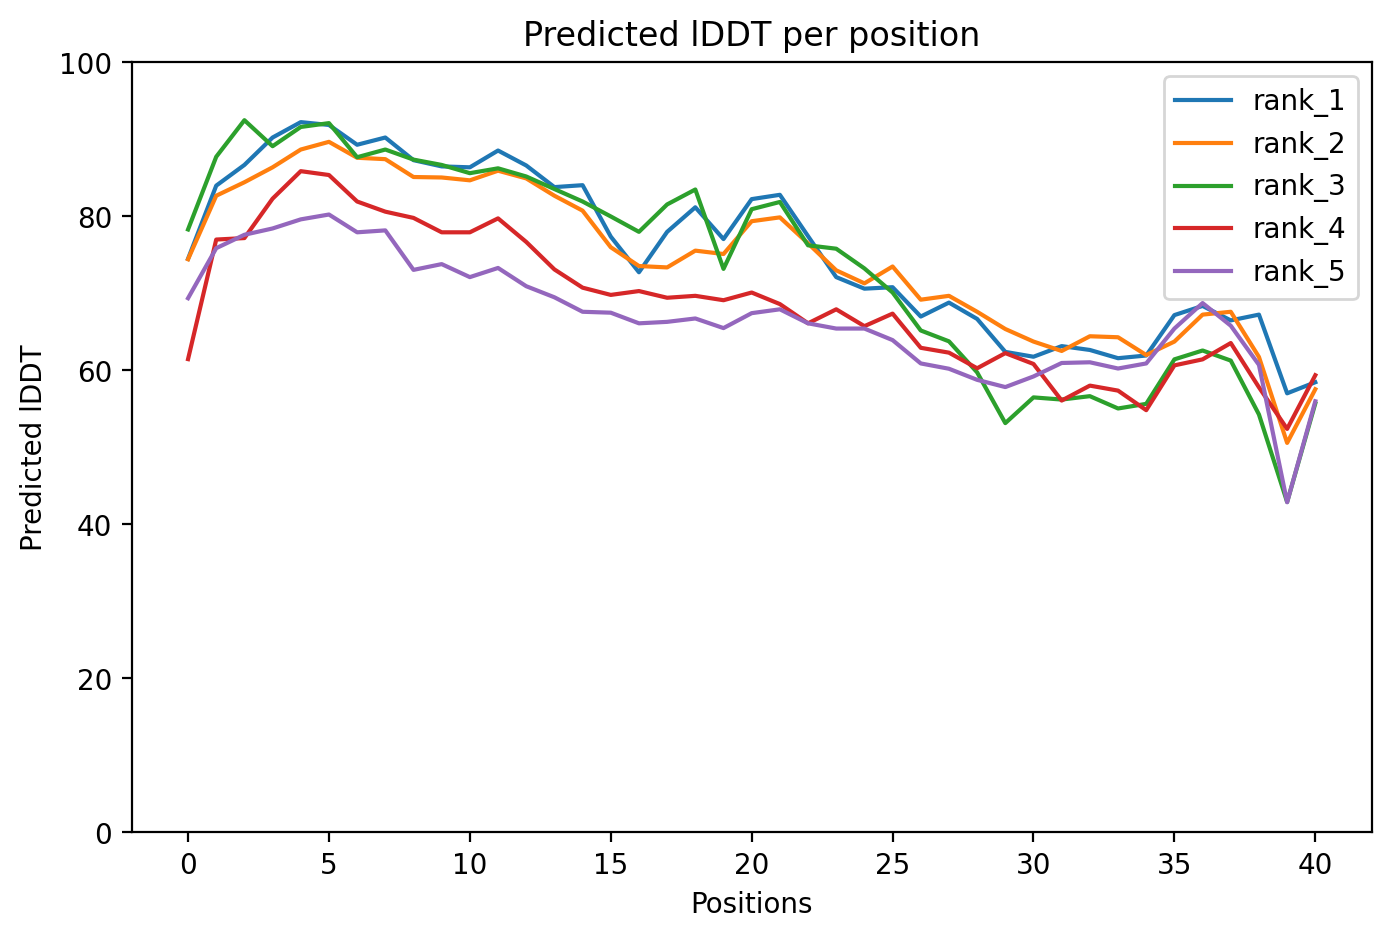 Predicted lDDT per position
Predicted lDDT
100
80
60
40
20
0
rank_1
rank_2
rank_3
rank_4
rank_5
0 5 10 15 20 25 30 35 40
Positions